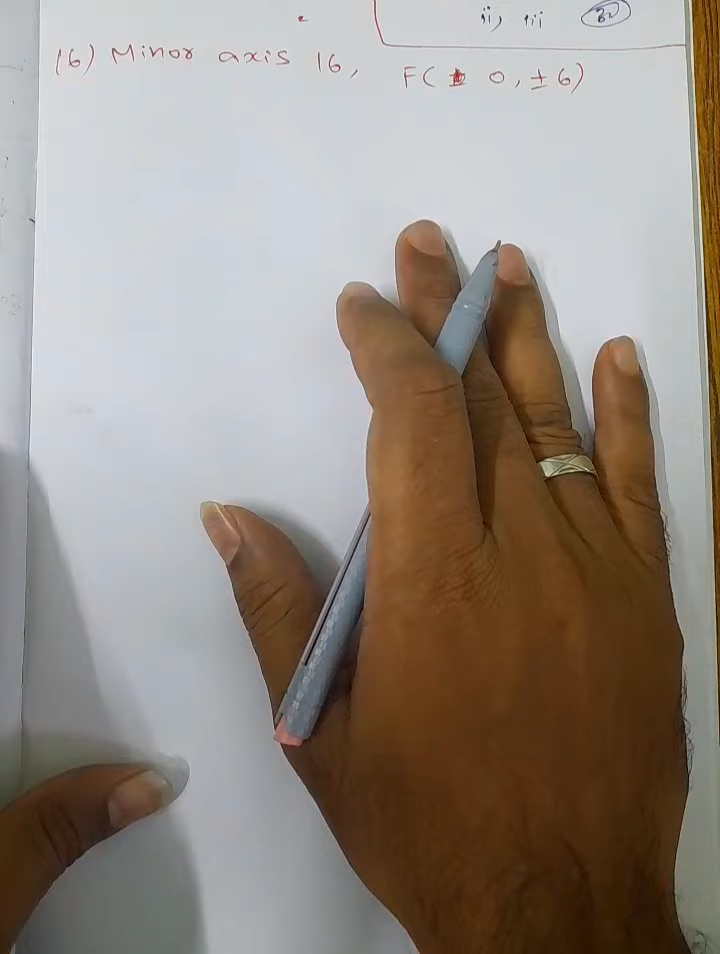 ii, iii
(6) Minor axis 16, F( 0, ±6)